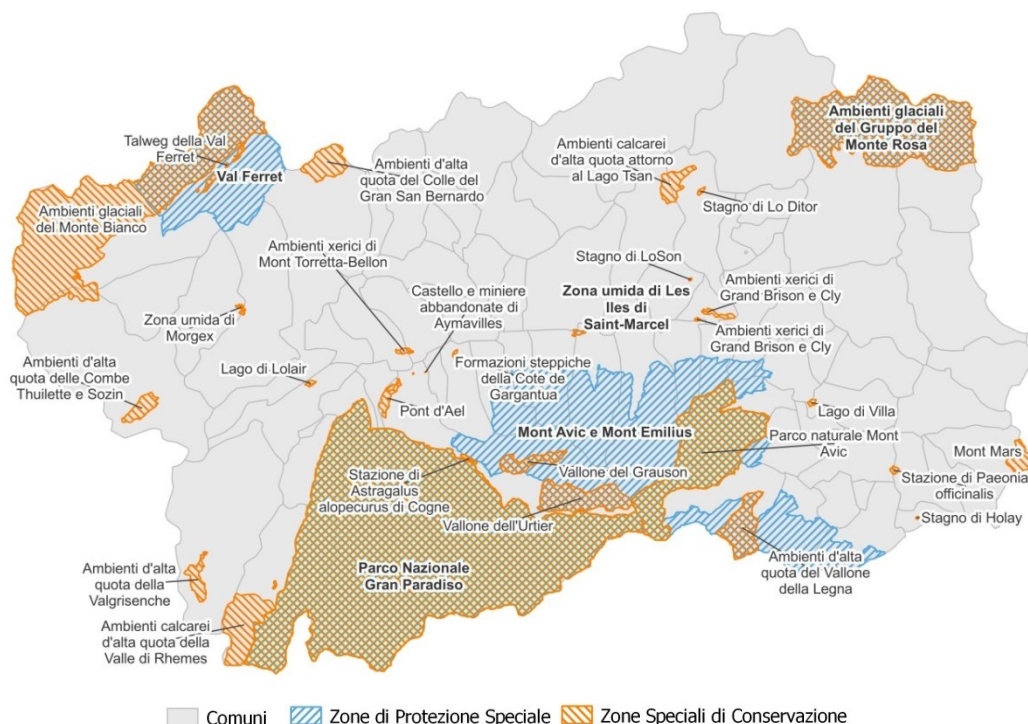 Talweg della Val
Ferret
Val Ferret
Ambienti glaciali
del Monte Bianco
Ambienti d'alta
quota del Colle del
Gran San Bernardo
Ambienti calcarei
d'alta quota attorno
al Lago Tsan
Ambienti glaciali
del Gruppo del
Monte Rosa
Stagno di Lo Ditor
Ambienti xerici di
Mont Torretta-Bellon
Stagno di LoSon
Castello e miniere
abbandonate di
Aymavilles
Zona umida di Les
Iles di
Saint-Marcel
Ambienti xerici di
Grand Brison e Cly
Zona umida di
Morgex
Ambienti xerici di
Grand Brison e Cly
Ambienti d'alta
quota delle Combe
Thuilette e Sozin
Lago di Lolair
Formazioni steppiche
della Cote de
Gargantua
Pont d'Ael
Lago di Villa
Mont Avic e Mont Emilius
Parco naturale Mont
Avic
Mont Mars
Stazione di
Astragalus
alopecurus di Cogne
Vallone del Grauson
Stazione di Paeonia
officinalis
Vallone dell'Urtier
Stagno di Holay
Ambienti d'alta
quota della
Valgrisenche
Parco Nazionale
Gran Paradiso
Ambienti d'alta
quota del Vallone
della Legna
Ambienti calcarei
d'alta quota della
Valle di Rhemes
Comuni
Zone di Protezione Speciale
Zone Speciali di Conservazione